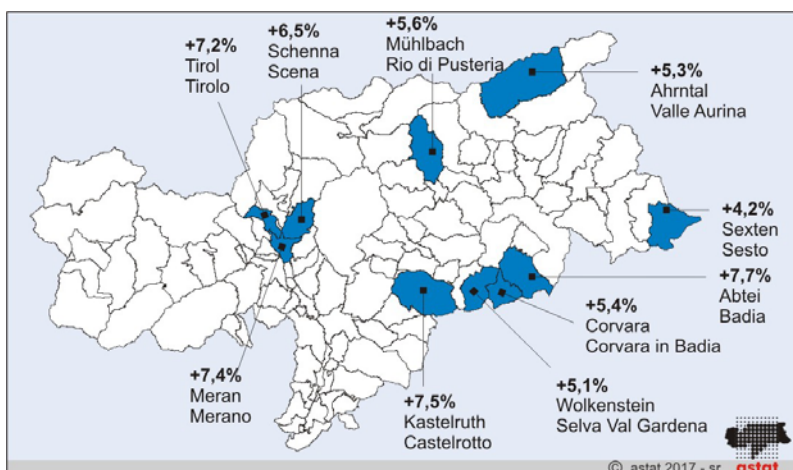 +7,2%
Tirol
Tirolo
+6,5%
Schenna
Scena
+5,6%
Mühlbach
Rio di Pusteria
+5,3%
Ahrntal
Valle Aurina
+4,2%
Sexten
Sesto
+7,7%
Abtei
Badia
+5,4%
Corvara
Corvara in Badia
+5,1%
Wolkenstein
Selva Val Gardena
+7,5%
Kastelruth
Castelrotto
+7,4%
Meran
Merano
© astat 2017 - sr
astat